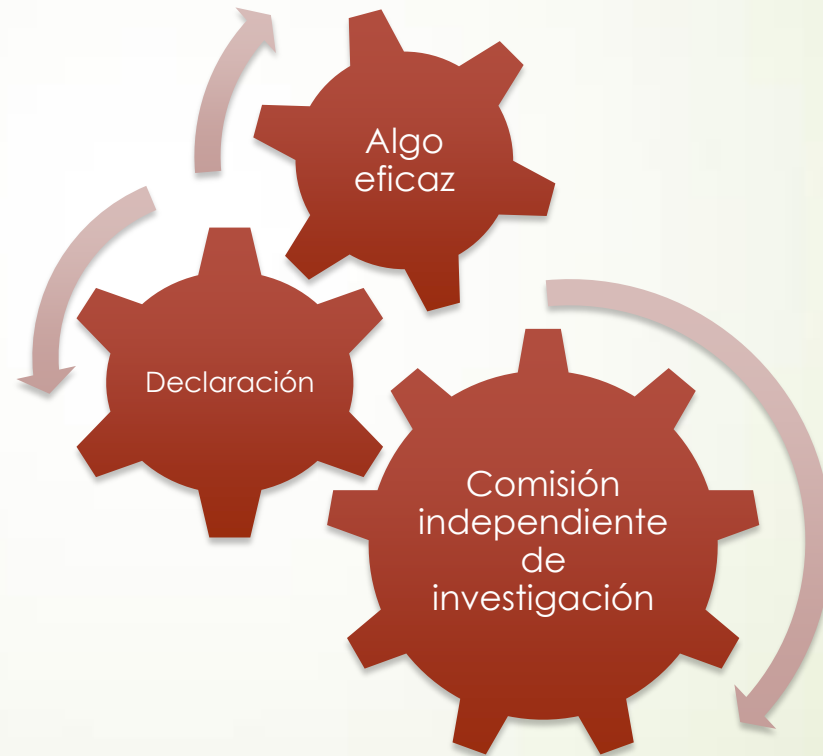 Algo
eficaz
Declaración
Comisión
independiente
de
investigación